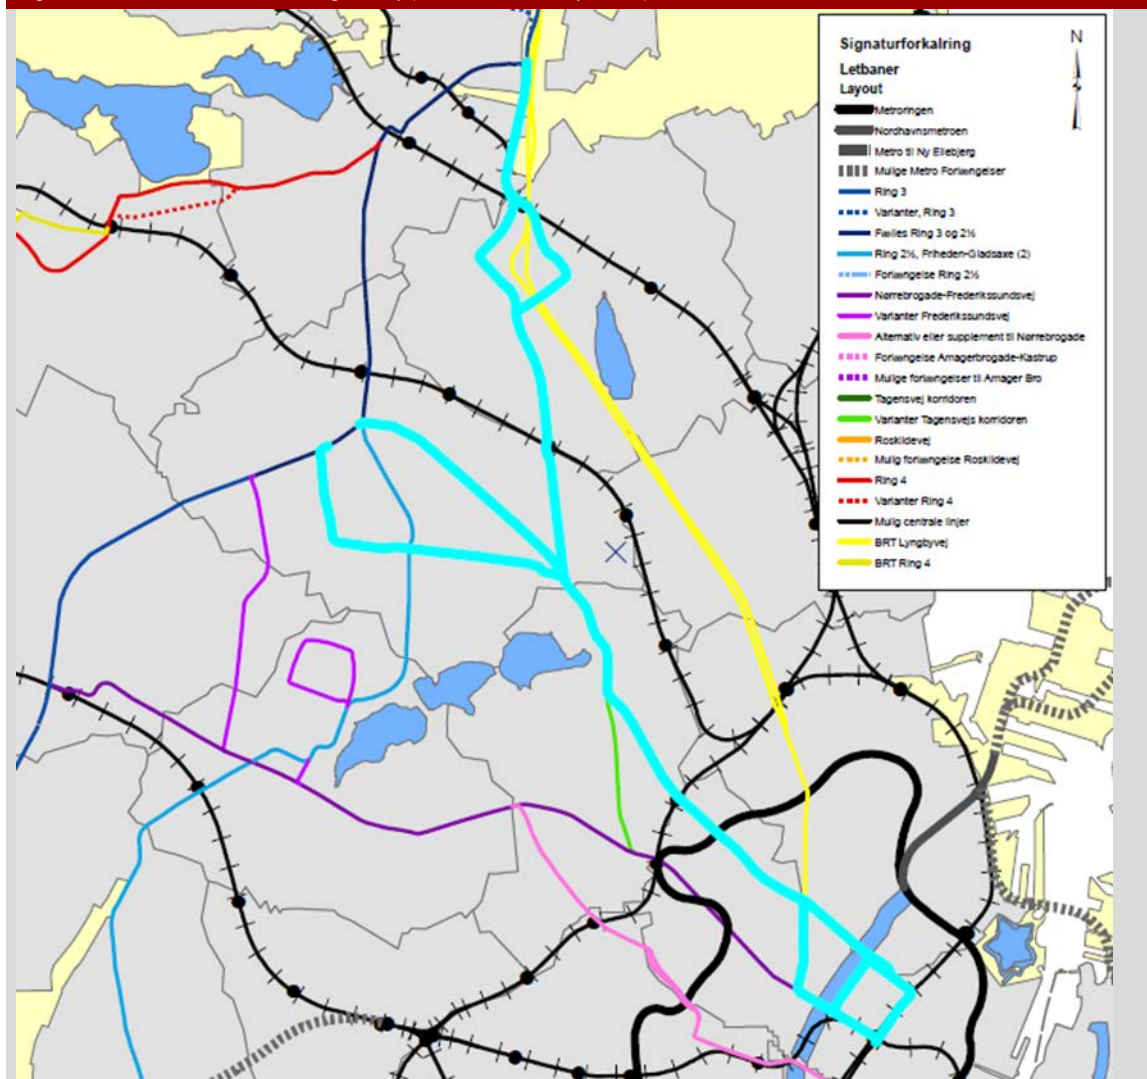 Signaturforkalring
N
Letbaner
Layout
Metroringen
Nordhavnsmetroen
Metro til Ny Ellebjerg
Mulige Metro Forlængelser
Ring 3
Varianter, Ring 3
Fælles Ring 3 og 2½
Ring 2½, Friheden-Gladsaxe (2)
Forlængelse Ring 2½
Nørrebrogade-Frederikssundsvej
Varianter Frederikssundsvej
Alternativ eller supplement til Nørrebrogade
Forlængelse Amagerbrogade-Kastrup
Mulige forlængelser til Amager Bro
Tagensvej korridoren
Varianter Tagensvejs korridoren
Roskildevej
Mulig forlængelse Roskildevej
Ring 4
Varianter Ring 4
Mulig centrale linjer
BRT Lyngbyvej
BRT Ring 4